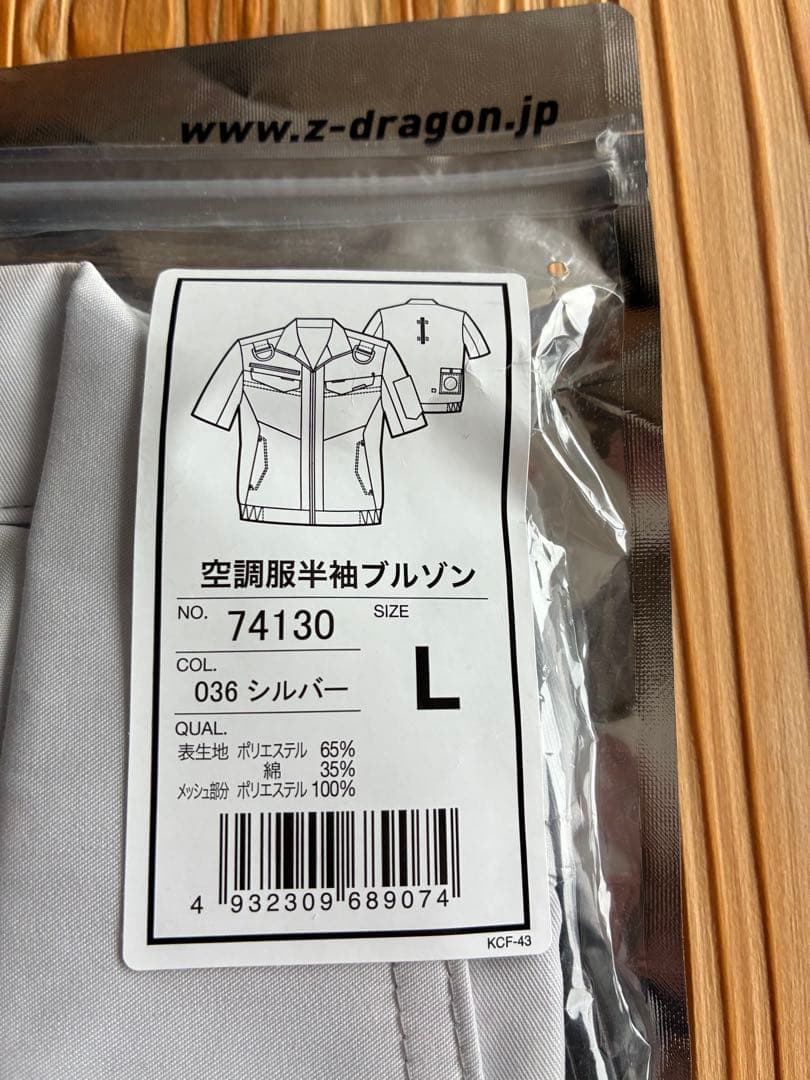 www.z-dragon.jp
空調服半袖ブルゾン
NO. 74130
SIZE L
COL. 036 シルバー
QUAL.
表生地 ポリエステル 65%
綿 35%
メッシュ部分 ポリエステル 100%
4 932309 689074
KCF-43